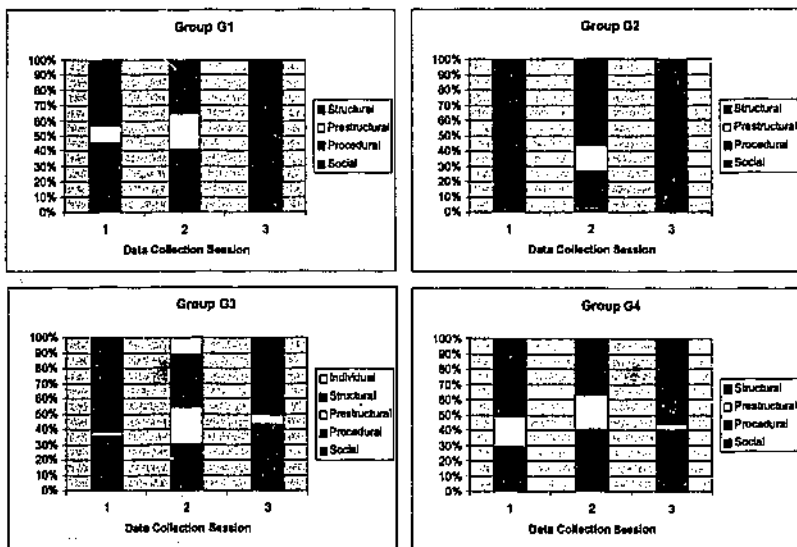 Group G1
100%
90%
80%
70%
60%
50%
40%
30%
20%
10%
0%
1 2 3
Data Collection Session
Structural
Prestructural
Procedural
Social
Group G2
100%
90%
80%
70%
60%
50%
40%
30%
20%
10%
0%
1 2 3
Data Collection Session
Structural
Prestructural
Procedural
Social
Group G3
100%
90%
80%
70%
60%
50%
40%
30%
20%
10%
0%
1 2 3
Data Collection Session
Individual
Structural
Prestructural
Procedural
Social
Group G4
100%
90%
80%
70%
60%
50%
40%
30%
20%
10%
0%
1 2 3
Data Collection Session
Structural
Prestructural
Procedural
Social